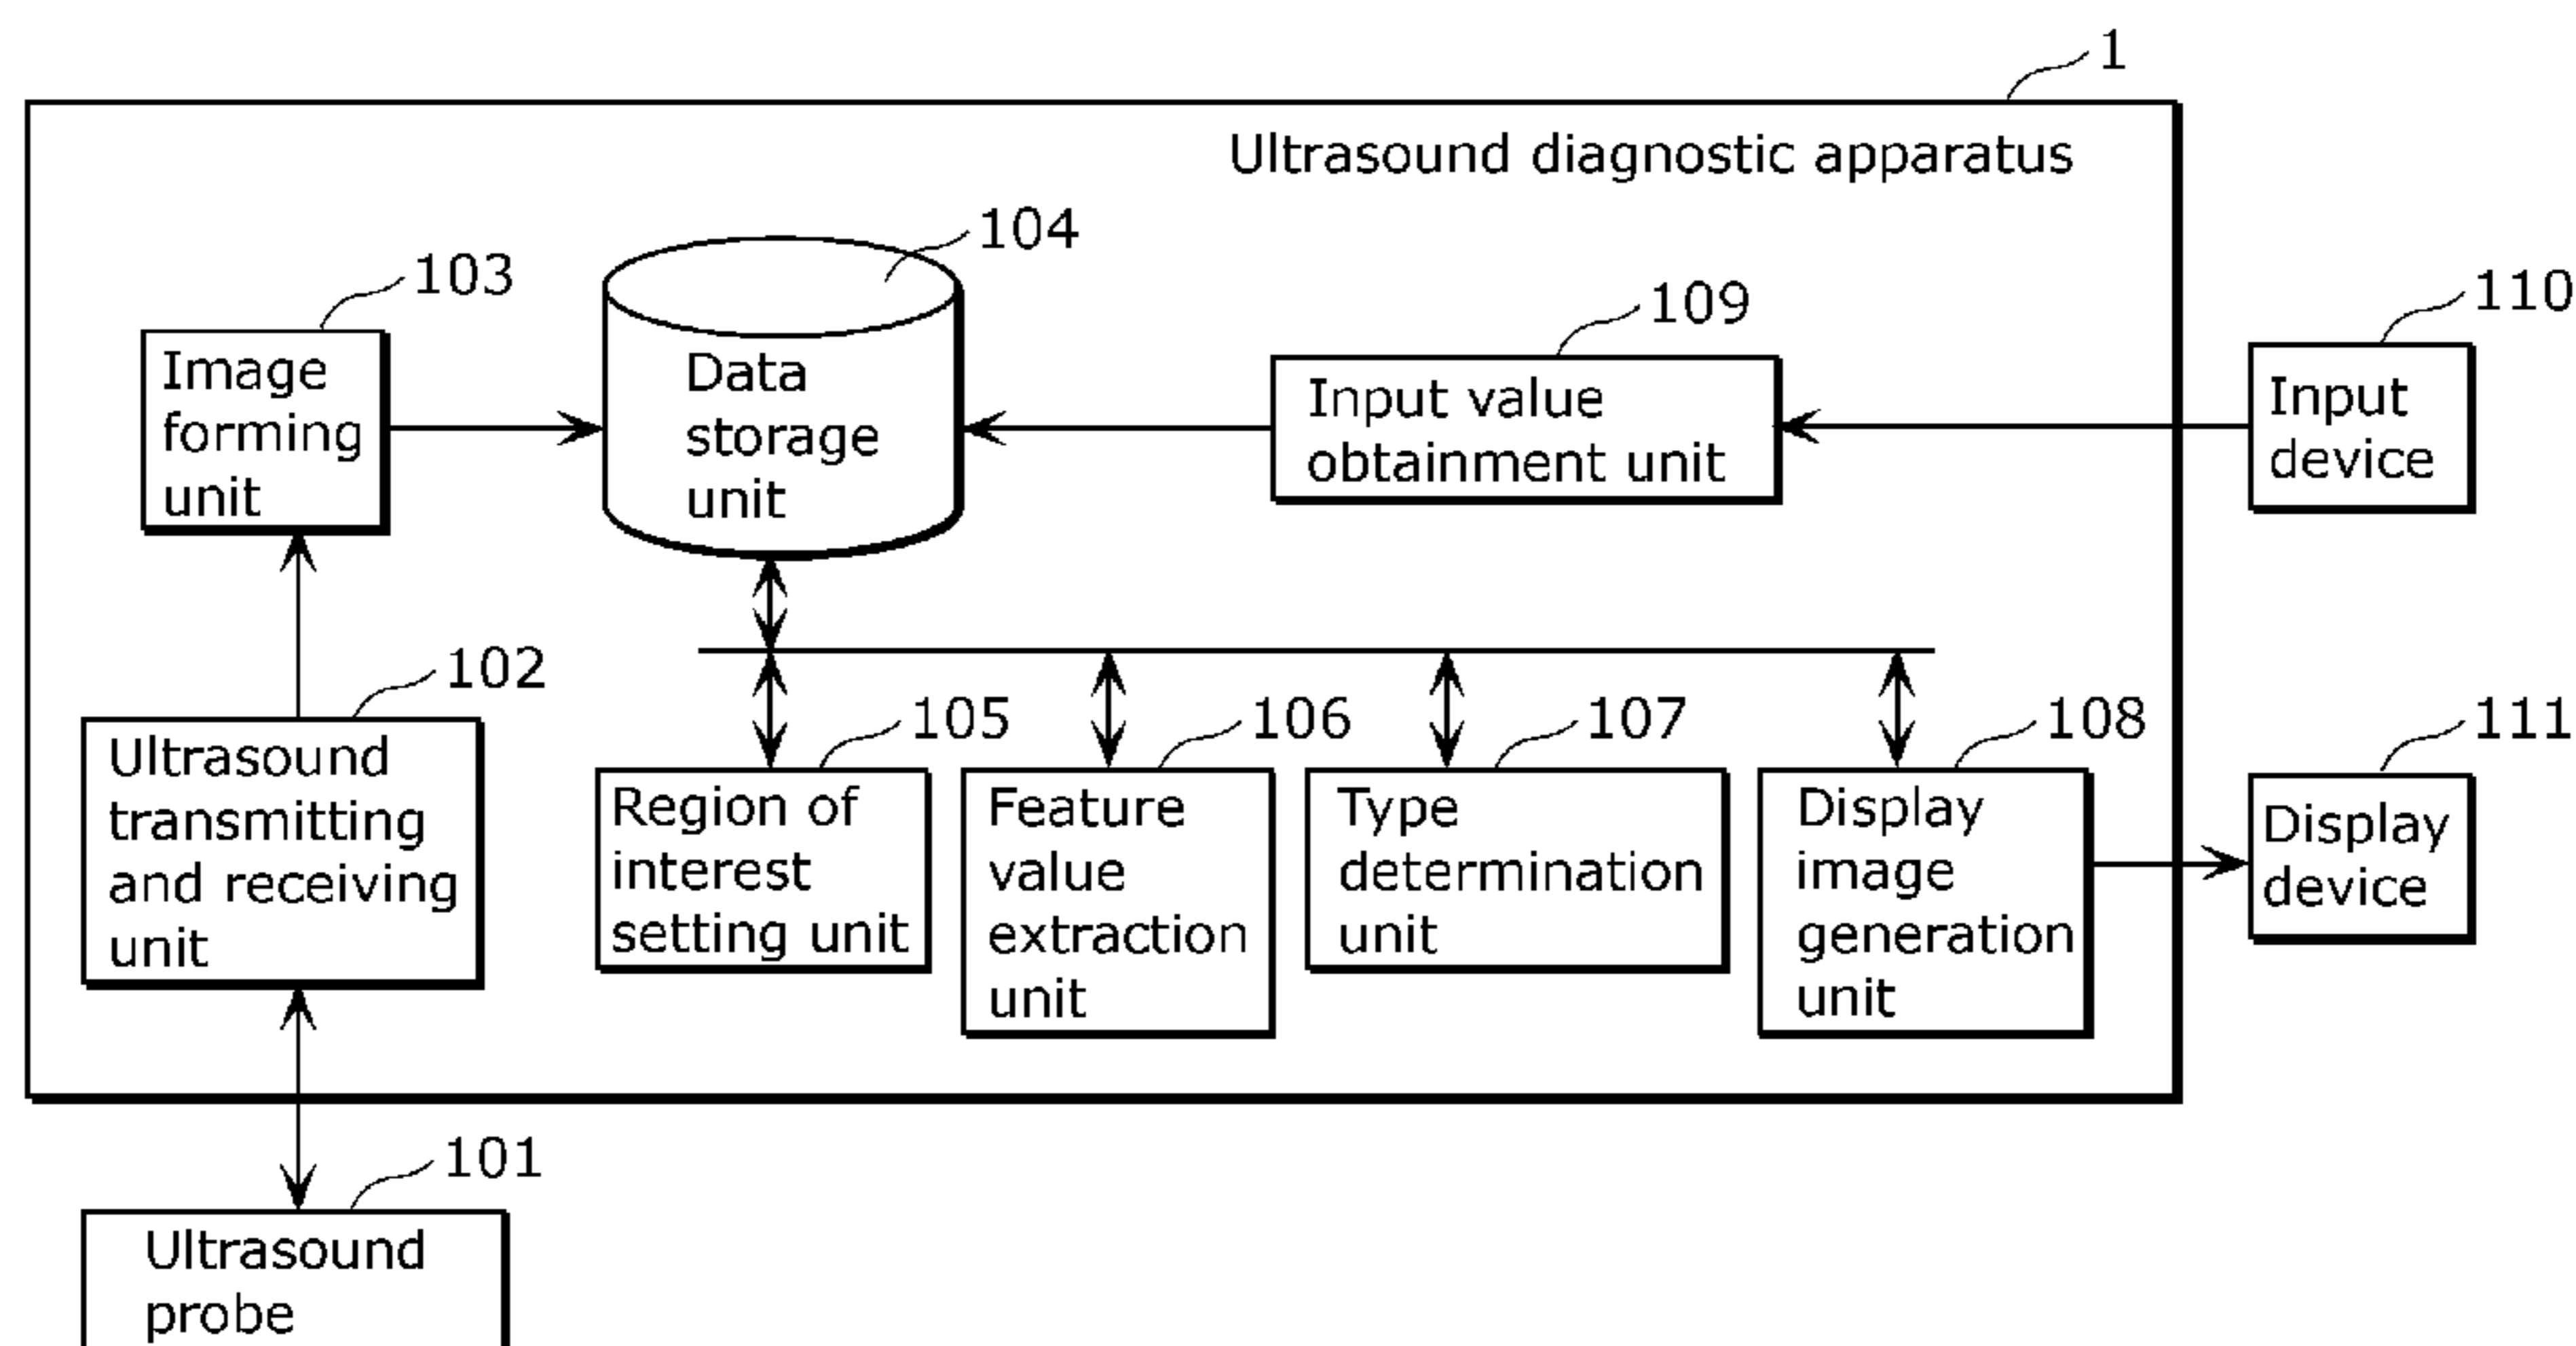 1
Ultrasound diagnostic apparatus
103
Image
forming
unit
104
Data
storage
unit
109
Input value
obtainment unit
110
Input
device
102
Ultrasound
transmitting
and receiving
unit
105
Region of
interest
setting unit
106
Feature
value
extraction
unit
107
Type
determination
unit
108
Display
image
generation
unit
111
Display
device
101
Ultrasound
probe